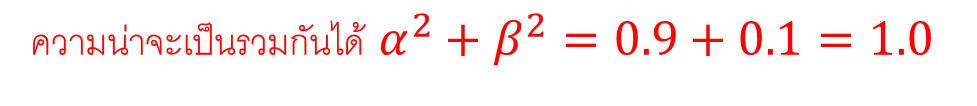 ความน่าจะเป็นรวมกันได้ α² + β² = 0.9 + 0.1 = 1.0